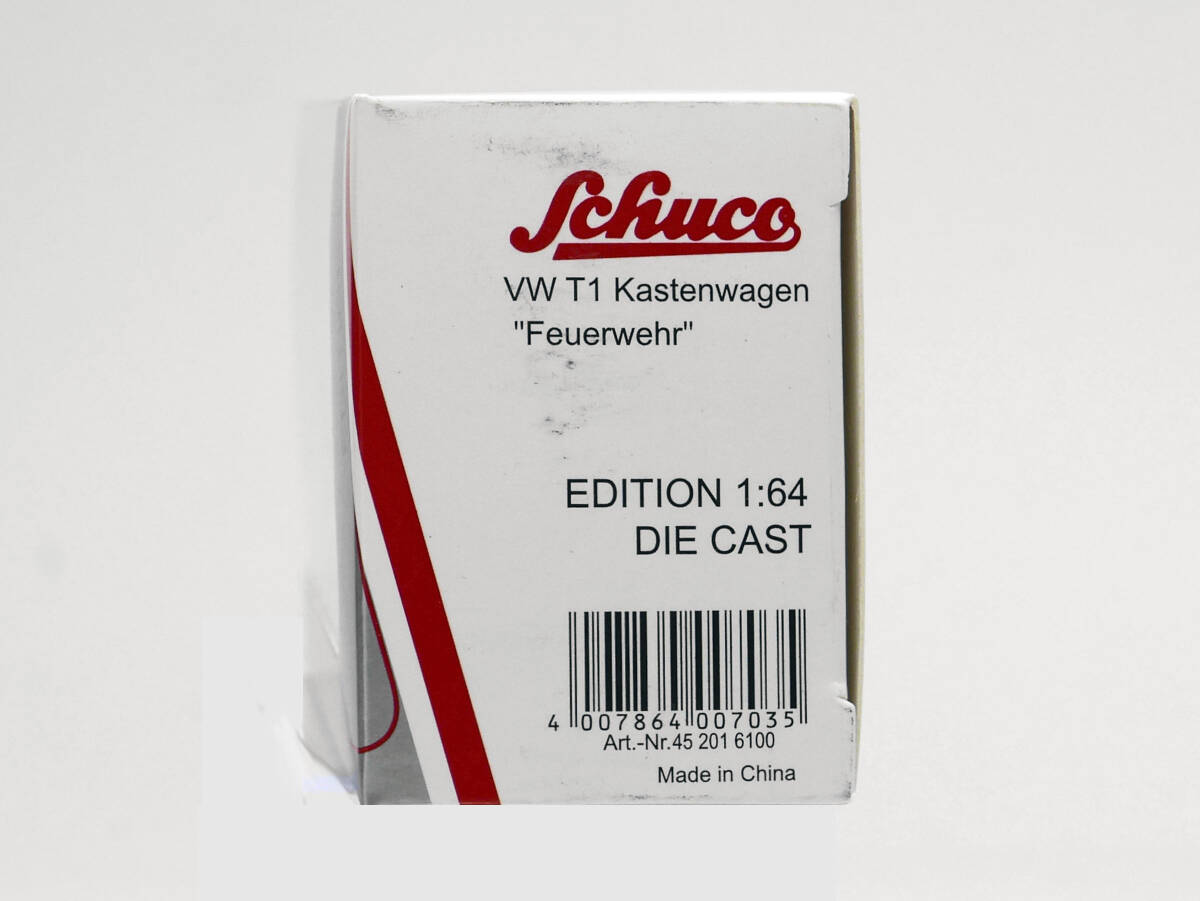 Schuco
VW T1 Kastenwagen
"Feuerwehr"
EDITION 1:64
DIE CAST
4 007864 007035
Art.-Nr.45 201 6100
Made in China